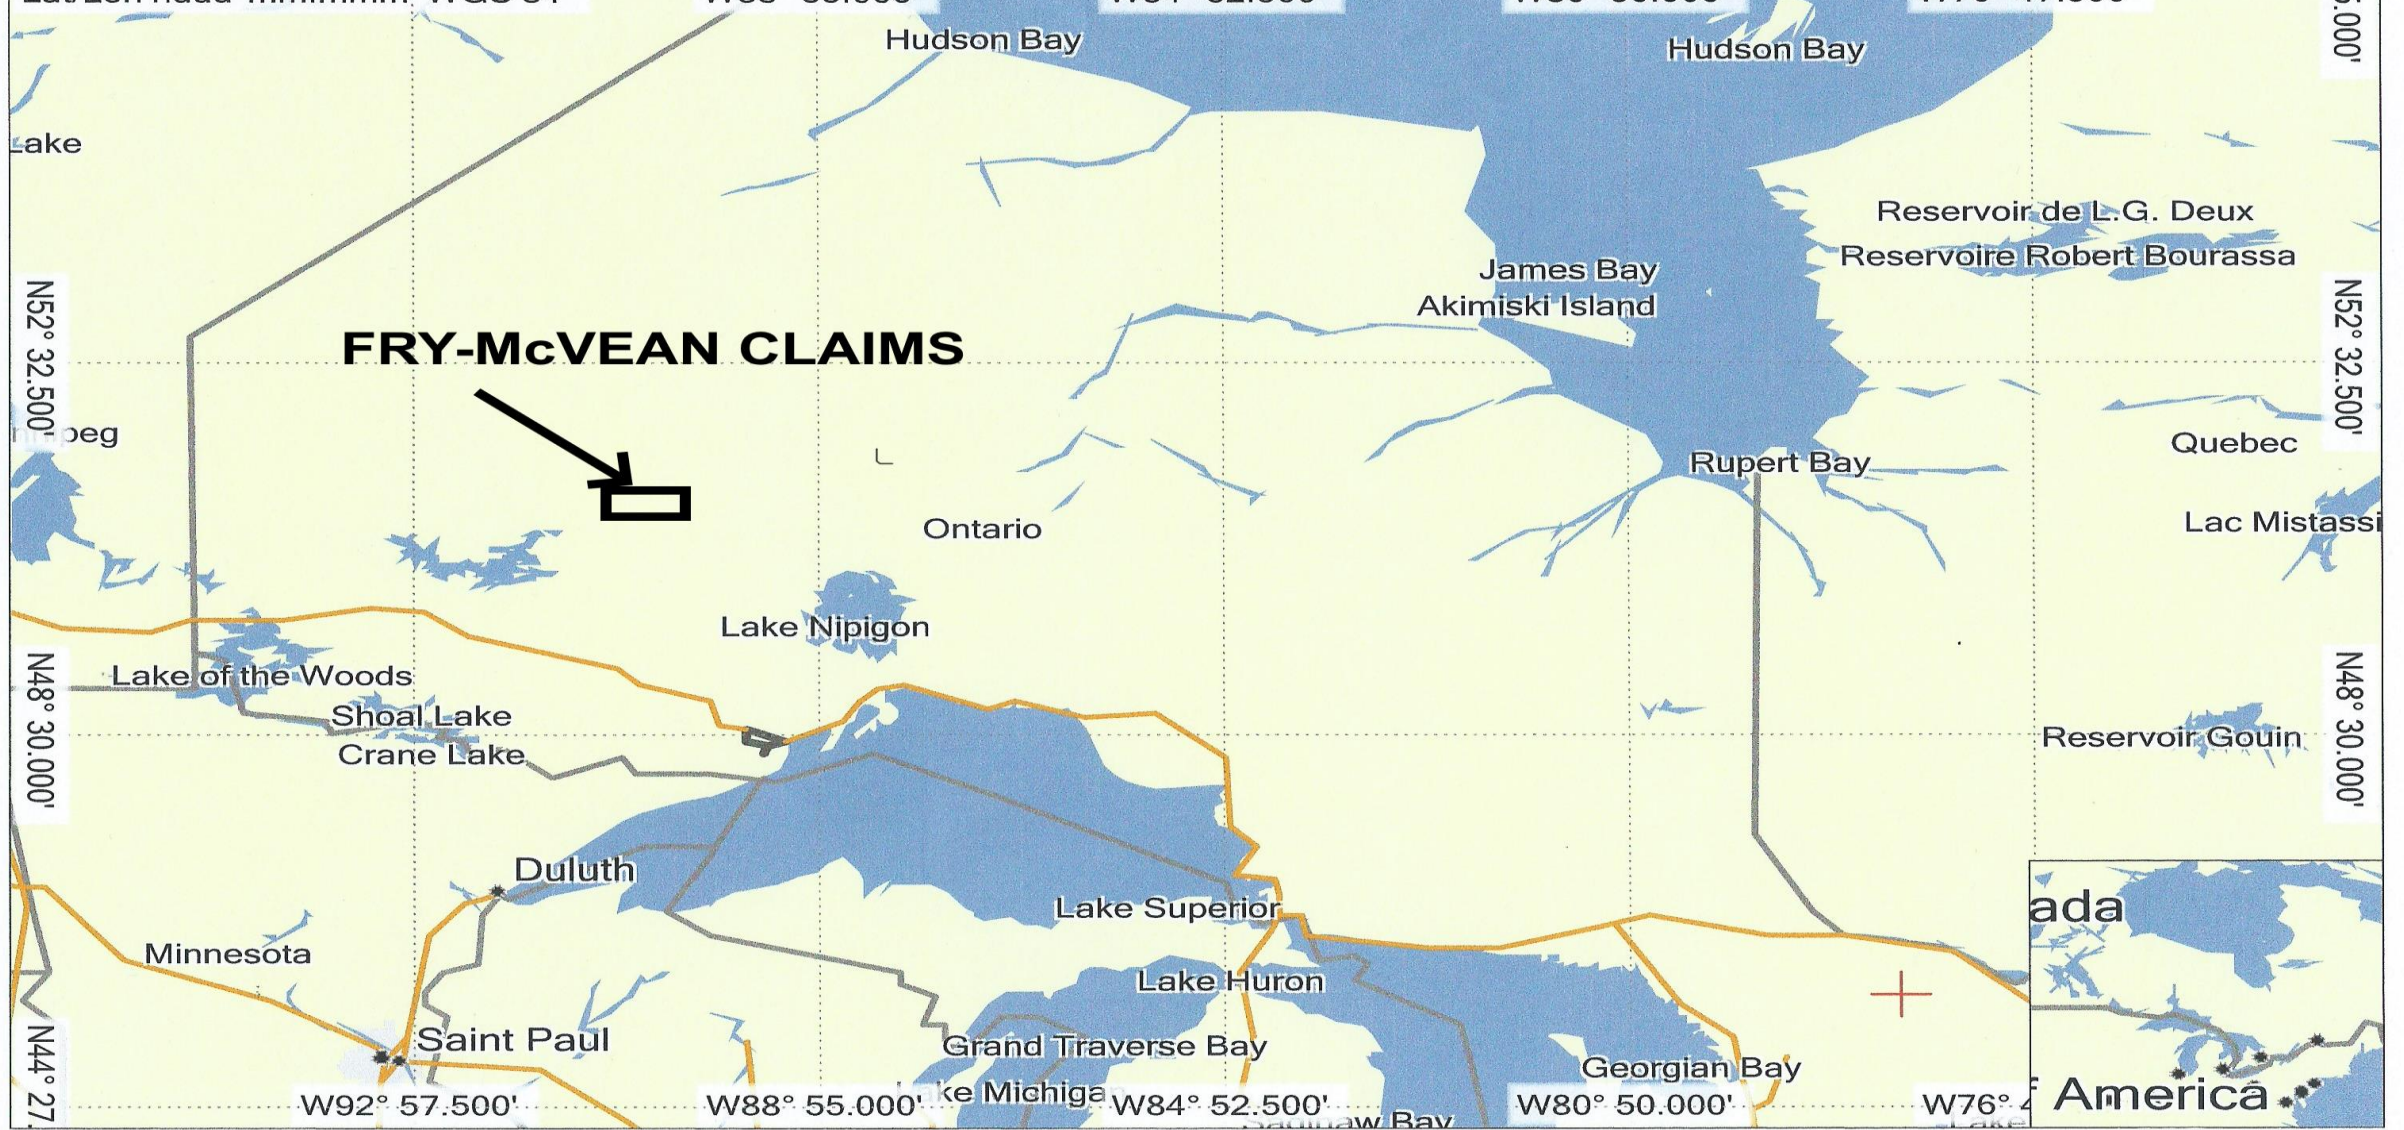 Hudson Bay
Hudson Bay
Lake
Reservoir de L.G. Deux
Reservoire Robert Bourassa
James Bay
Akimiski Island
N52° 32.500'
N52° 32.500'
FRY-McVEAN CLAIMS
Quebec
Rupert Bay
Lac Mistassi
Ontario
Lake Nipigon
Lake of the Woods
N48° 30.000'
N48° 30.000'
Shoal Lake
Crane Lake
Reservoir Gouin
Duluth
Lake Superior
ada
Minnesota
Lake Huron
Saint Paul
Grand Traverse Bay
Georgian Bay
America
N44° 27.
W92° 57.500'
W88° 55.000'
W84° 52.500'
W80° 50.000'
W76°